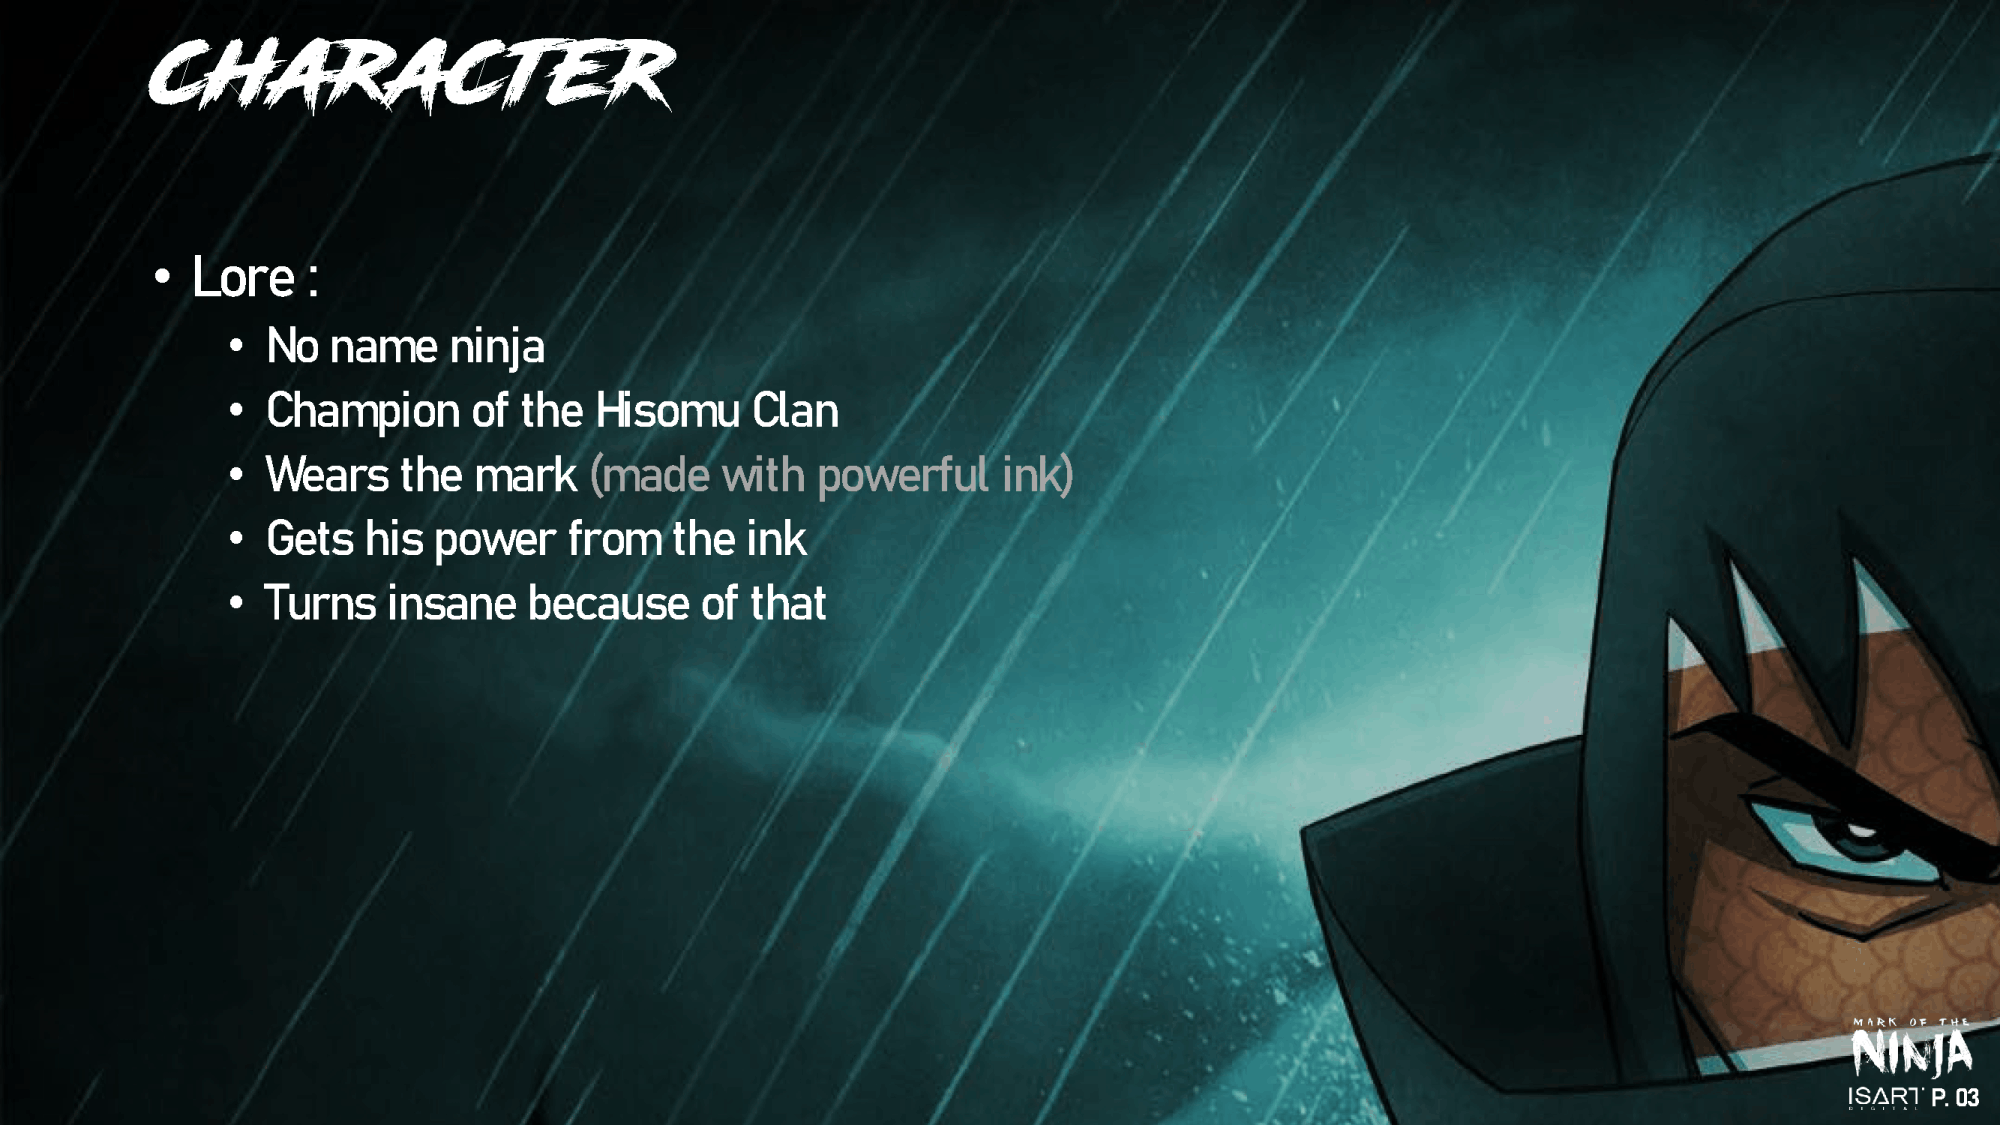 CHARACTER
• Lore :
• No name ninja
• Champion of the Hisomu Clan
• Wears the mark (made with powerful ink)
• Gets his power from the ink
• Turns insane because of that
MARK OF THE
NINJA
ISART P. 03
DIGITAL